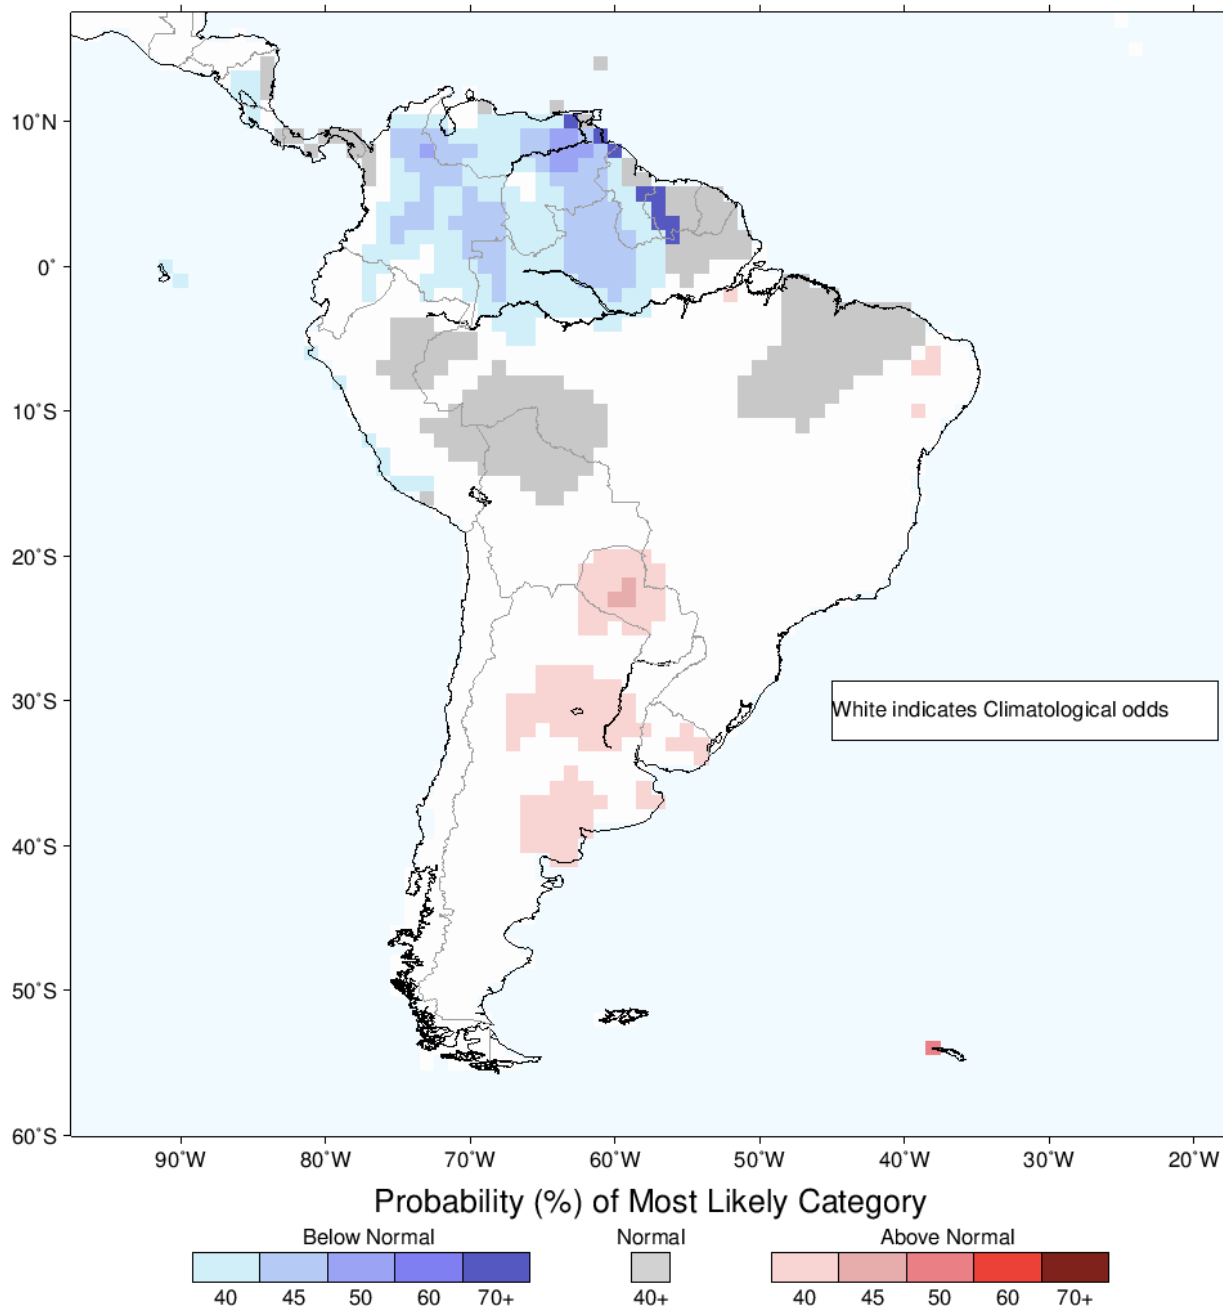 10°N
0°
10°S
20°S
30°S
40°S
50°S
60°S
White indicates Climatological odds
90°W 80°W 70°W 60°W 50°W 40°W 30°W 20°W
Probability (%) of Most Likely Category
Below Normal Normal Above Normal
40 45 50 60 70+ 40+ 40 45 50 60 70+